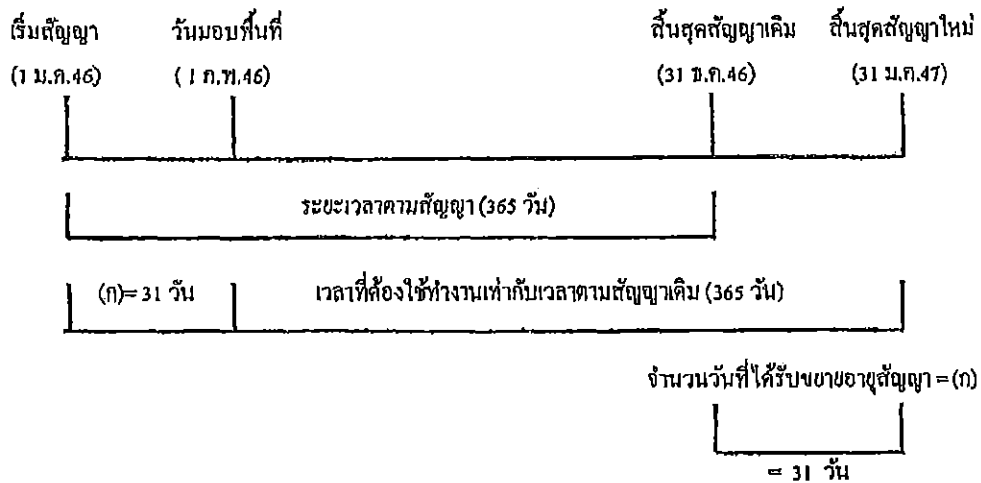 เริ่มสัญญา วันมอบพื้นที่ สิ้นสุดสัญญาเดิม สิ้นสุดสัญญาใหม่
(1 ม.ค.46) (1 ก.พ.46) (31 ธ.ค.46) (31 ม.ค.47)
ระยะเวลาตามสัญญา (365 วัน)
(ก)= 31 วัน เวลาที่ต้องใช้ทำงานเท่ากับเวลาตามสัญญาเดิม (365 วัน)
จำนวนวันที่ได้รับขยายอายุสัญญา = (ก)
= 31 วัน